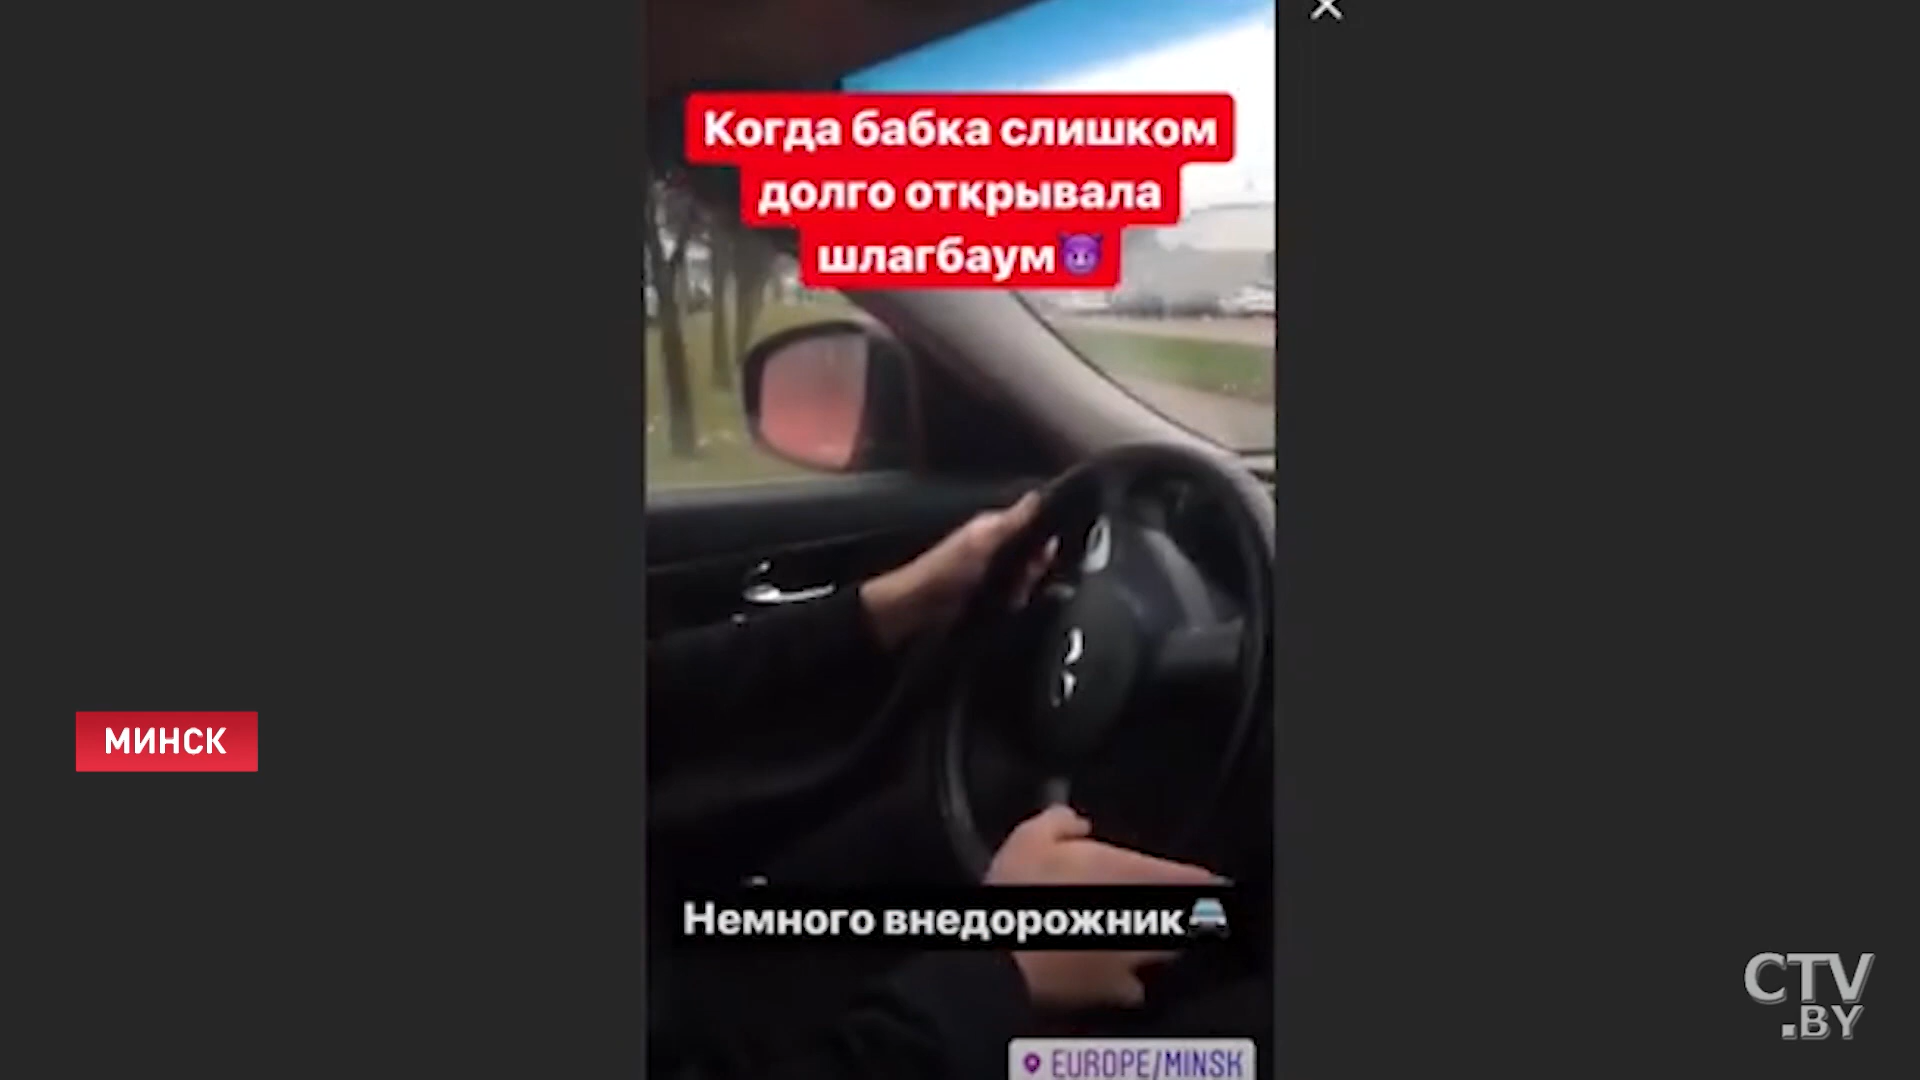 Когда бабка слишком
долго открывала
шлагбаум😈
МИНСК
Немного внедорожник🚘
CTV
.BY
EUROPE/MINSK